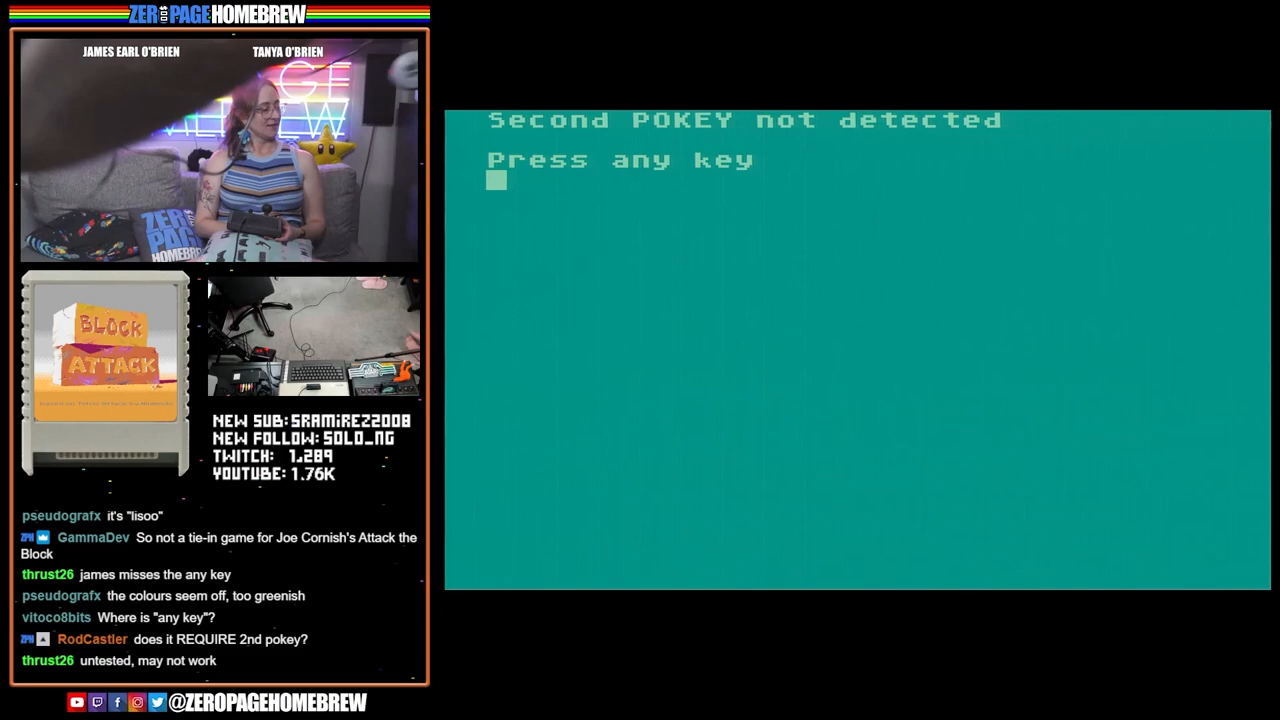 ZEROPAGE HOMEBREW
JAMES EARL O'BRIEN
TANYA O'BRIEN
ZERO
PAGE
HOMEBREW
BLOCK
ATTACK
NEW SUB: SRAMIREZ2008
NEW FOLLOW: SOLO_NG
TWITCH: 1,289
YOUTUBE: 1.76K
pseudografx it's "lisoo"
GammaDev So not a tie-in game for Joe Cornish's Attack the
Block
thrust26 james misses the any key
pseudografx the colours seem off, too greenish
vitoco8bits Where is "any key"?
RodCastler does it REQUIRE 2nd pokey?
thrust26 untested, may not work
@ZEROPAGEHOMEBREW
Second POKEY not detected
Press any key